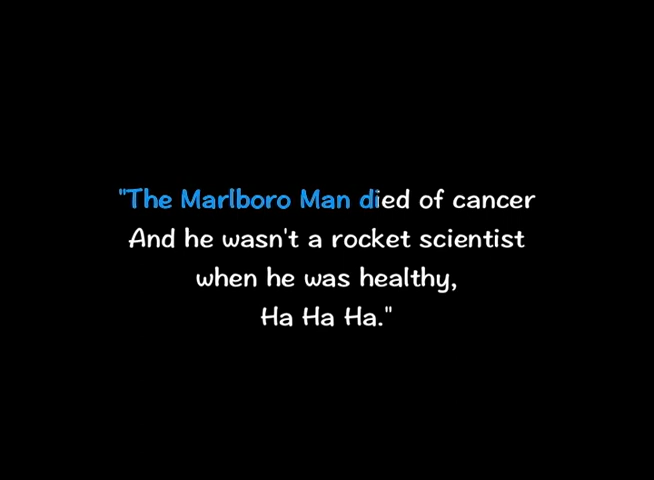 "The Marlboro Man died of cancer
And he wasn't a rocket scientist
when he was healthy,
Ha Ha Ha."